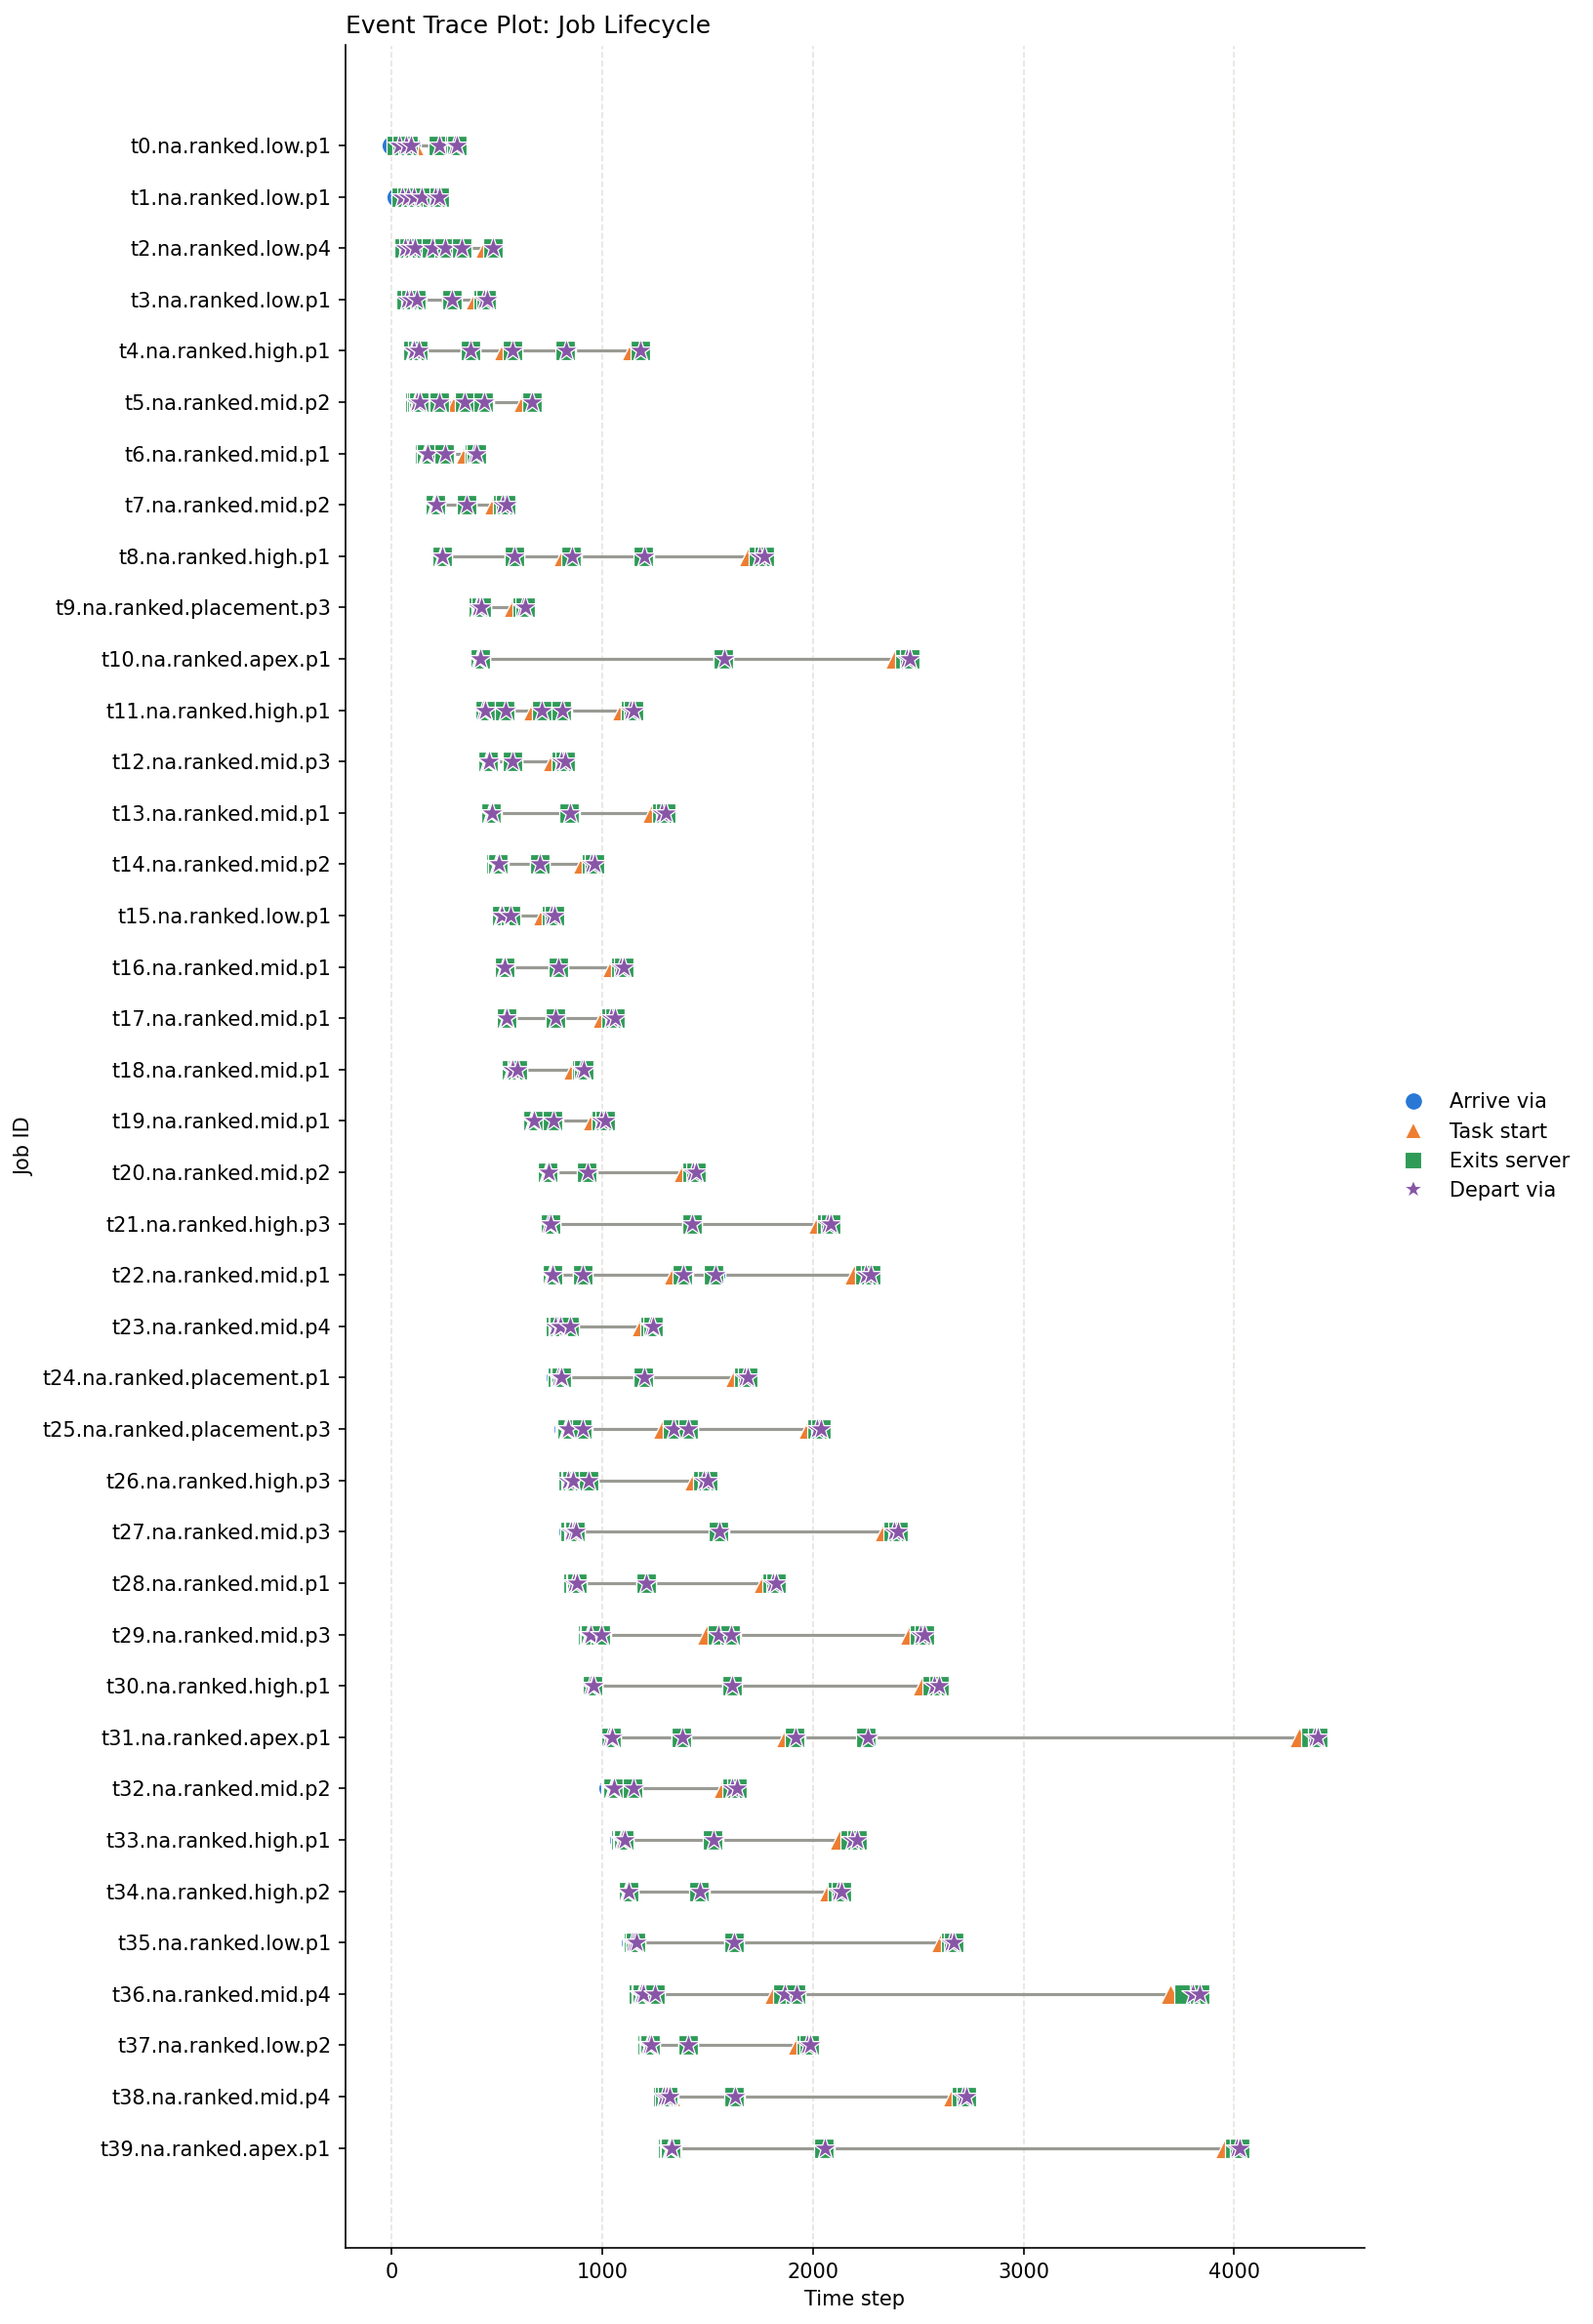 Event Trace Plot: Job Lifecycle
t0.na.ranked.low.p1
t1.na.ranked.low.p1
t2.na.ranked.low.p4
t3.na.ranked.low.p1
t4.na.ranked.high.p1
t5.na.ranked.mid.p2
t6.na.ranked.mid.p1
t7.na.ranked.mid.p2
t8.na.ranked.high.p1
t9.na.ranked.placement.p3
t10.na.ranked.apex.p1
t11.na.ranked.high.p1
t12.na.ranked.mid.p3
t13.na.ranked.mid.p1
t14.na.ranked.mid.p2
t15.na.ranked.low.p1
t16.na.ranked.mid.p1
t17.na.ranked.mid.p1
t18.na.ranked.mid.p1
t19.na.ranked.mid.p1
t20.na.ranked.mid.p2
t21.na.ranked.high.p3
t22.na.ranked.mid.p1
t23.na.ranked.mid.p4
t24.na.ranked.placement.p1
t25.na.ranked.placement.p3
t26.na.ranked.high.p3
t27.na.ranked.mid.p3
t28.na.ranked.mid.p1
t29.na.ranked.mid.p3
t30.na.ranked.high.p1
t31.na.ranked.apex.p1
t32.na.ranked.mid.p2
t33.na.ranked.high.p1
t34.na.ranked.high.p2
t35.na.ranked.low.p1
t36.na.ranked.mid.p4
t37.na.ranked.low.p2
t38.na.ranked.mid.p4
t39.na.ranked.apex.p1
Job ID
0 1000 2000 3000 4000
Time step
Arrive via
Task start
Exits server
Depart via